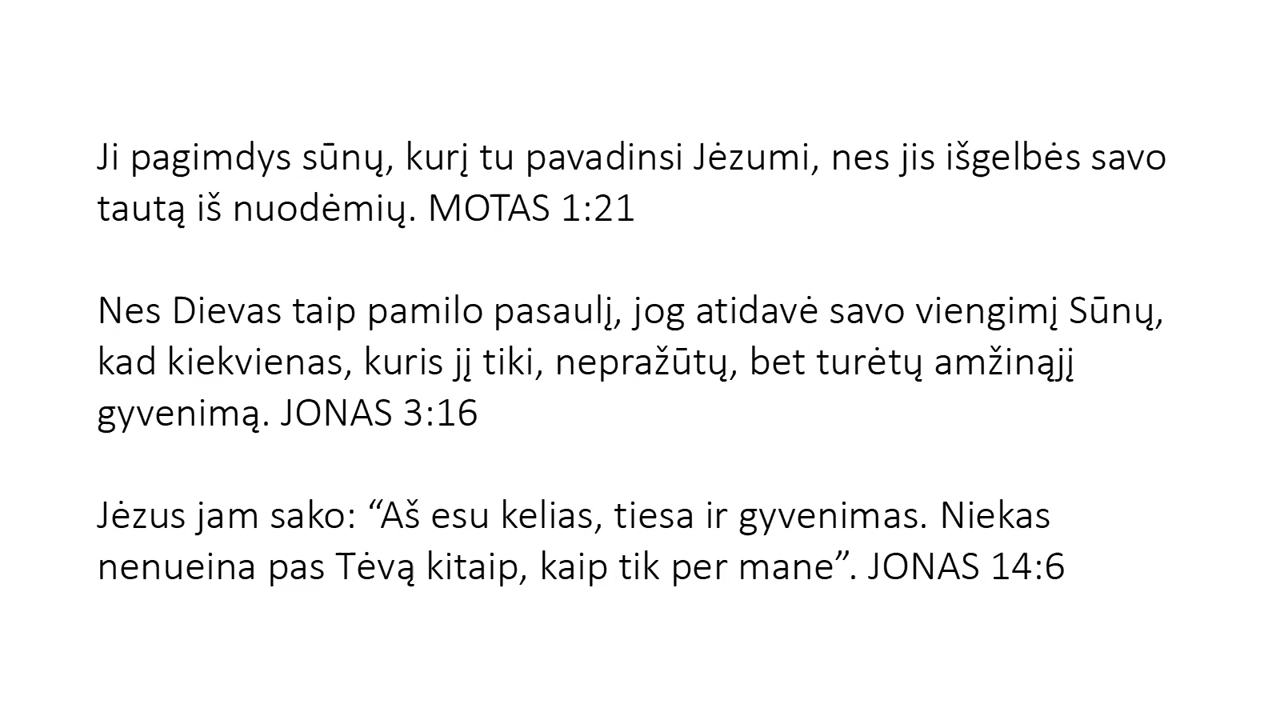 Ji pagimdys sūnų, kurį tu pavadinsi Jėzumi, nes jis išgelbės savo
tautą iš nuodėmių. MOTAS 1:21
Nes Dievas taip pamilo pasaulį, jog atidavė savo viengimį Sūnų,
kad kiekvienas, kuris jį tiki, nepražūtų, bet turėtų amžinąjį
gyvenimą. JONAS 3:16
Jėzus jam sako: “Aš esu kelias, tiesa ir gyvenimas. Niekas
nenueina pas Tėvą kitaip, kaip tik per mane”. JONAS 14:6